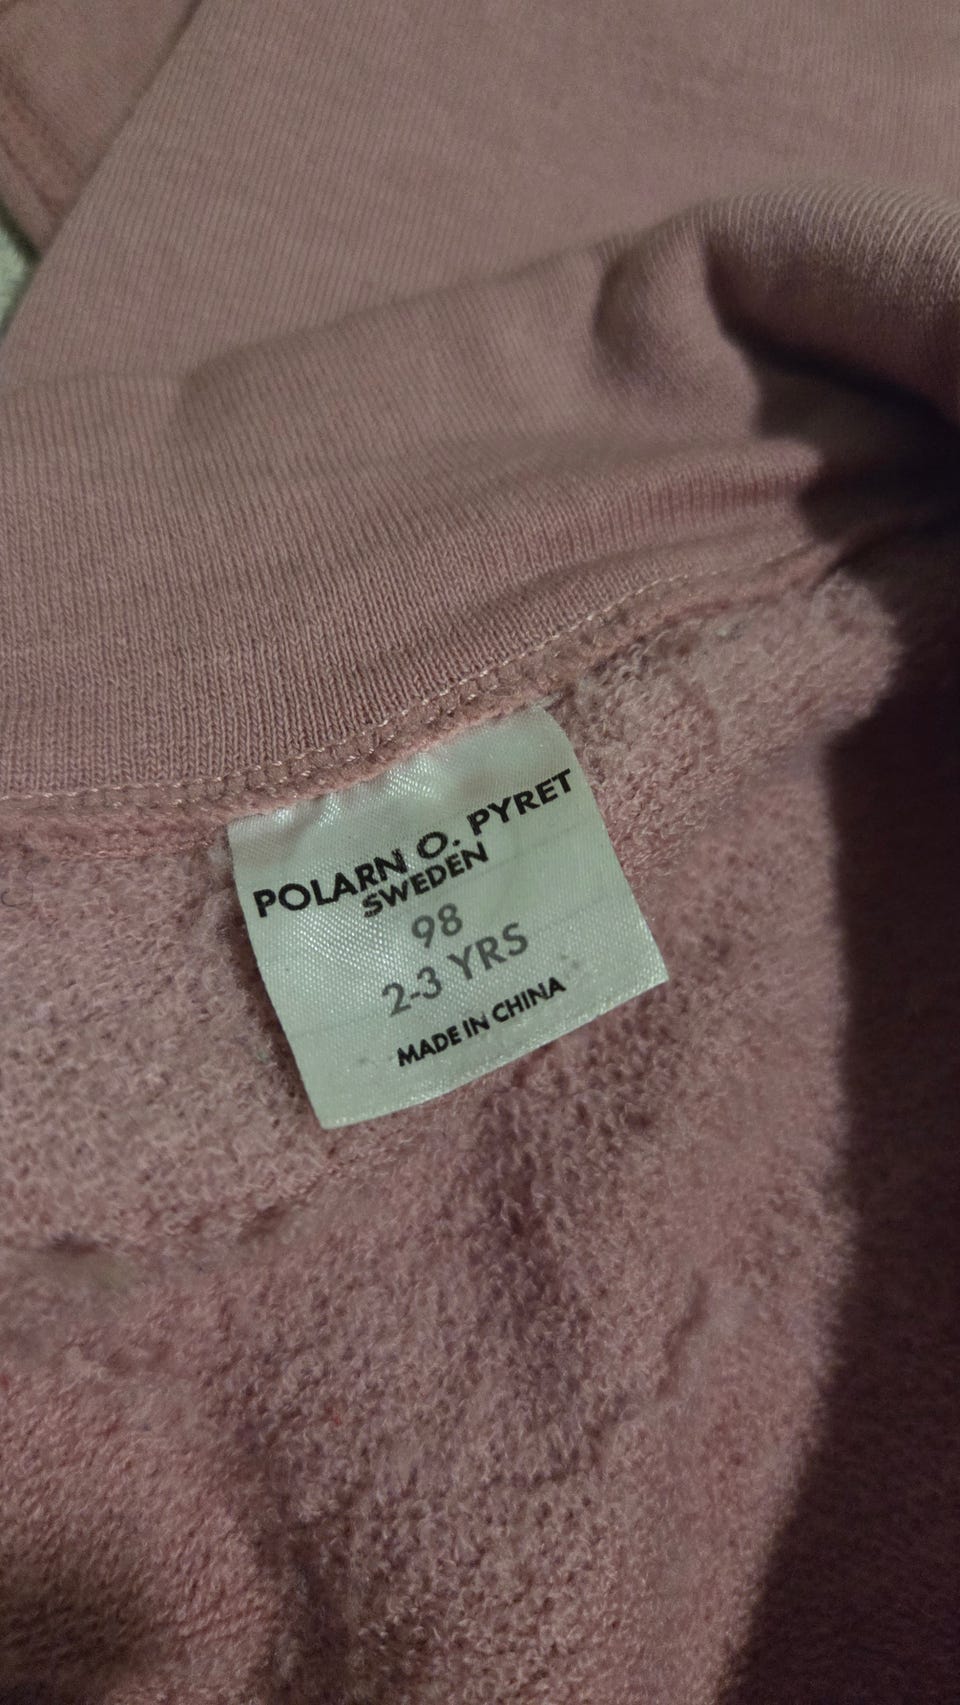 POLARN O. PYRET
SWEDEN
98
2-3 YRS
MADE IN CHINA